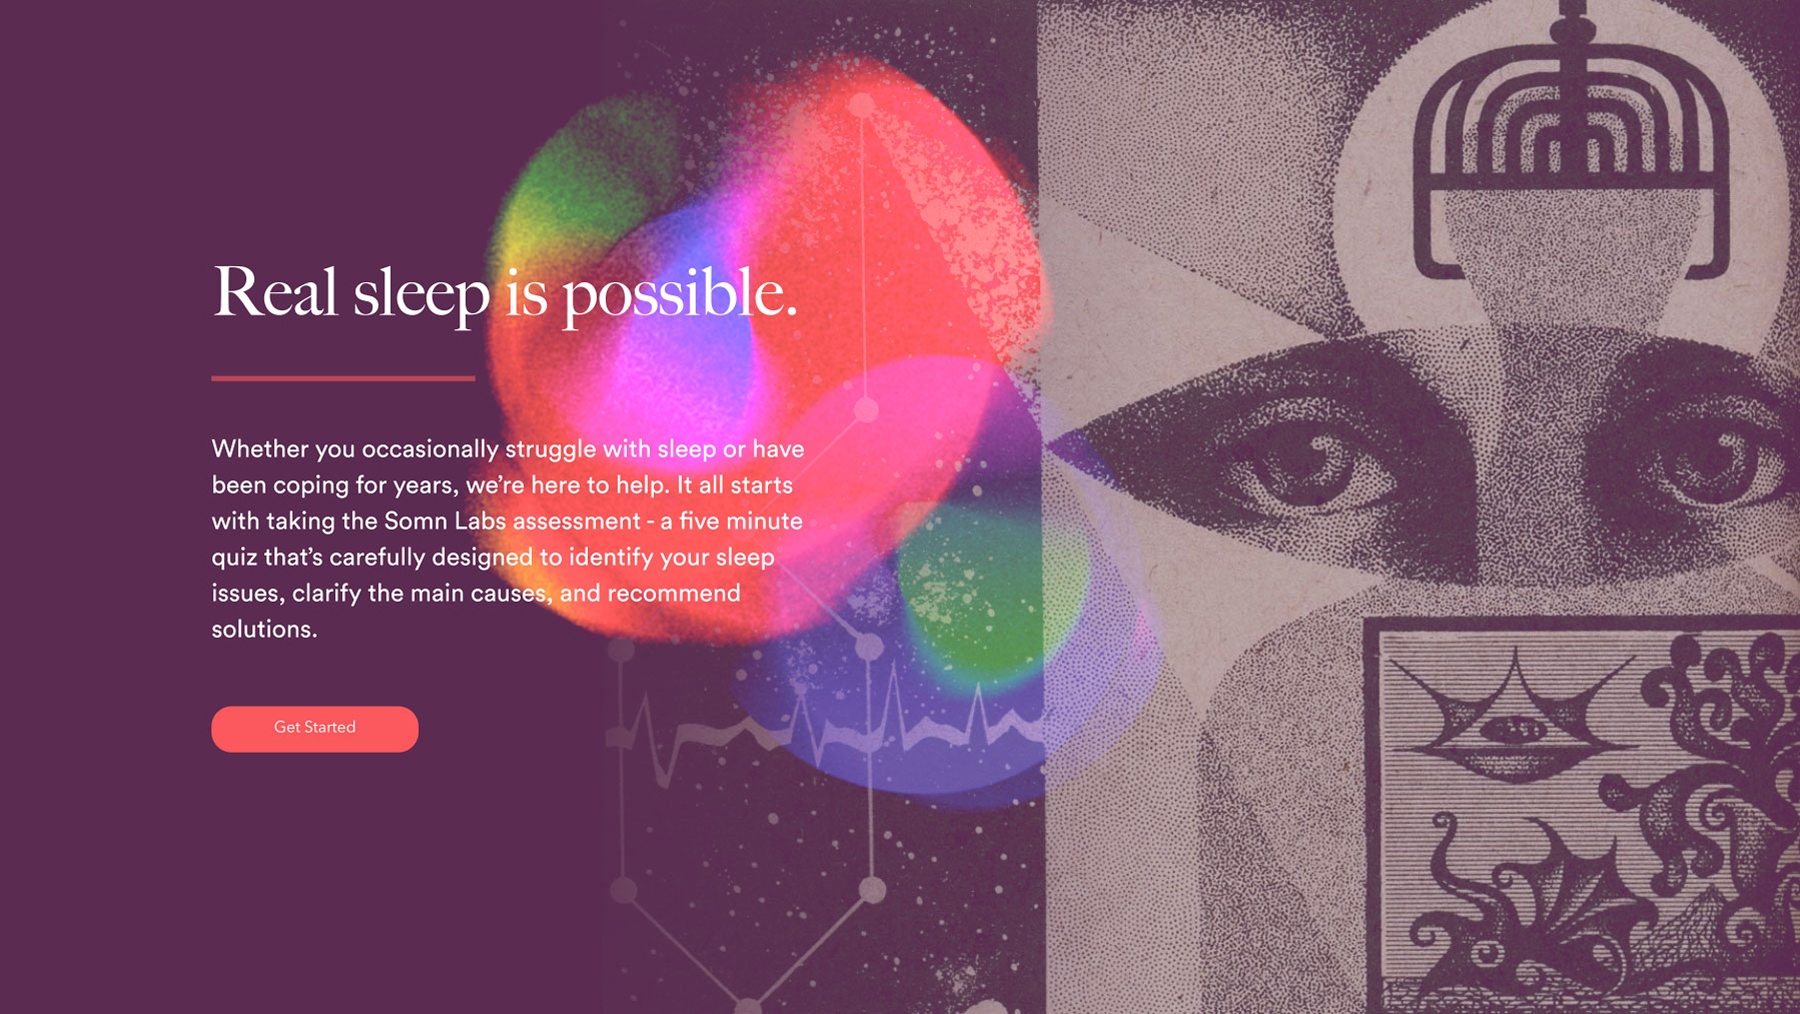 Real sleep is possible.
Whether you occasionally struggle with sleep or have
been coping for years, we’re here to help. It all starts
with taking the Somn Labs assessment - a five minute
quiz that’s carefully designed to identify your sleep
issues, clarify the main causes, and recommend
solutions.
Get Started